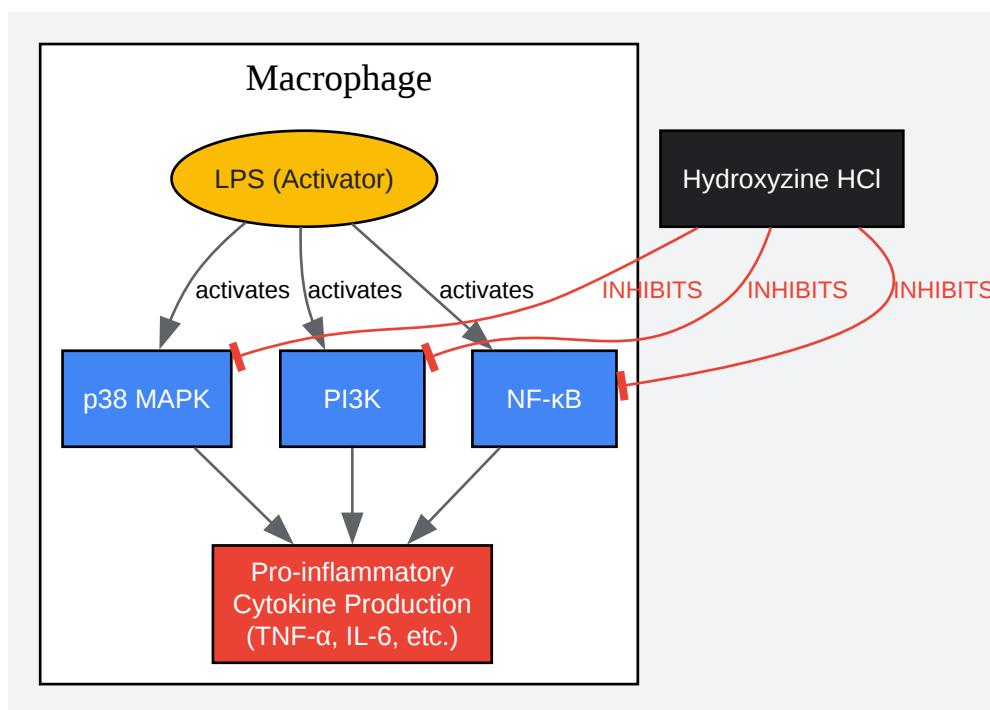 Macrophage
LPS (Activator)
Hydroxyzine HCl
activates
activates
activates
INHIBITS
INHIBITS
INHIBITS
p38 MAPK
PI3K
NF-κB
Pro-inflammatory
Cytokine Production
(TNF-α, IL-6, etc.)